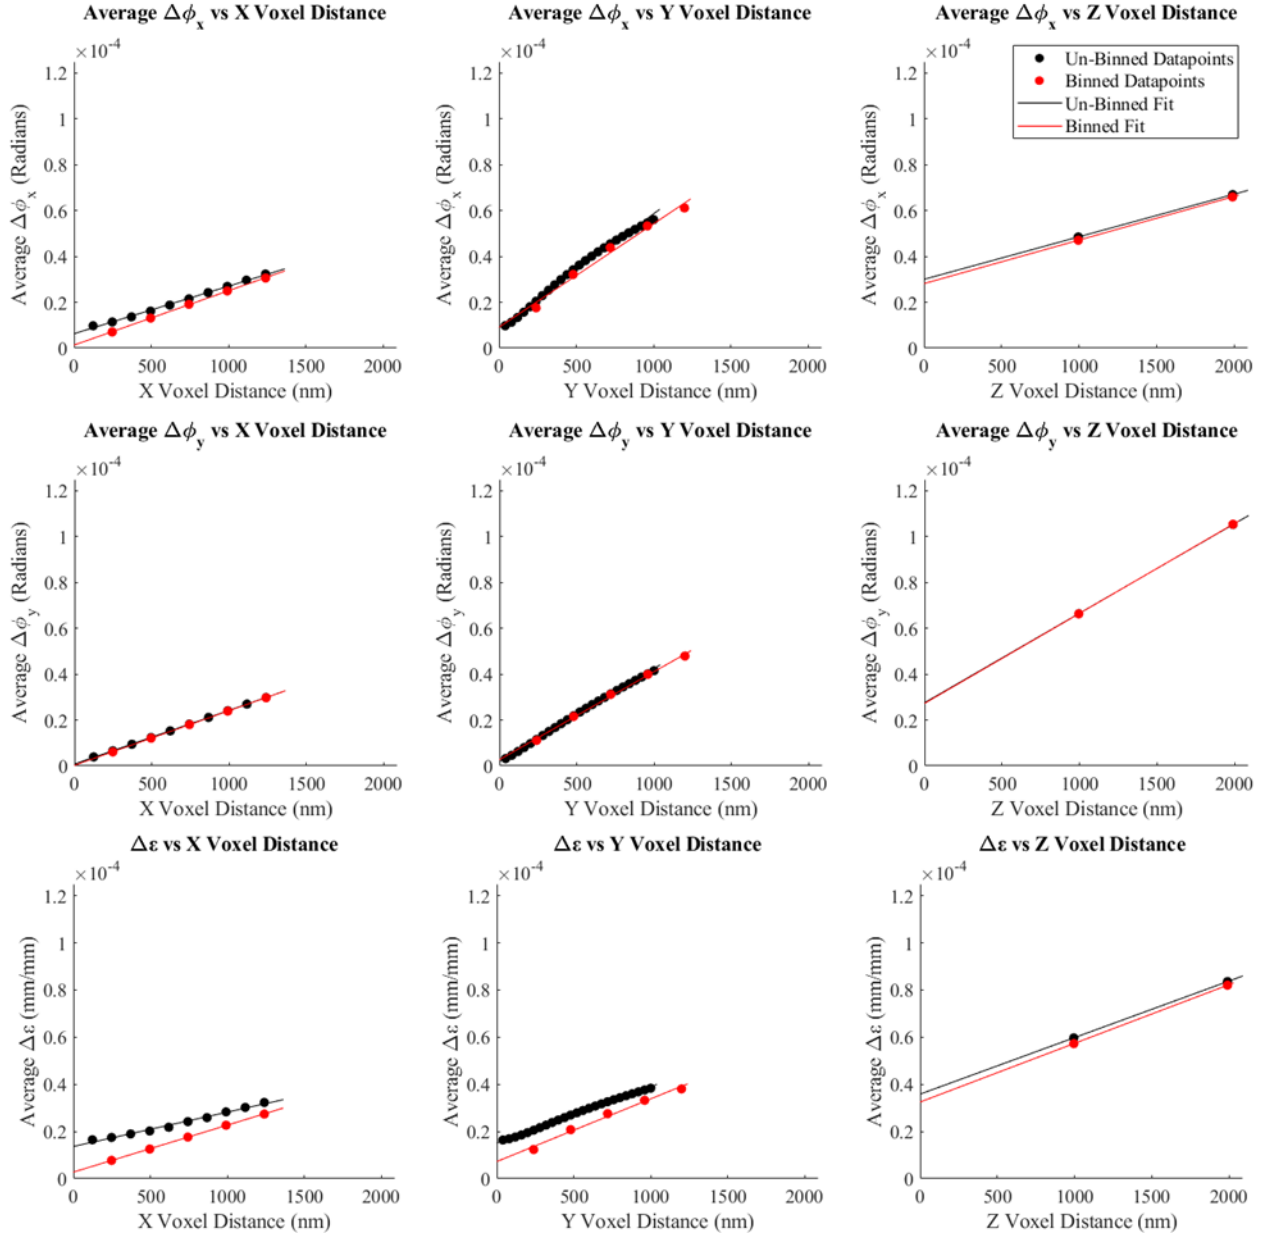 Average Δϕx vs X Voxel Distance
×10-4
1.2
1
0.8
0.6
0.4
0.2
0
Average Δϕx (Radians)
0 500 1000 1500 2000
X Voxel Distance (nm)
Average Δϕx vs Y Voxel Distance
×10-4
1.2
1
0.8
0.6
0.4
0.2
0
Average Δϕx (Radians)
0 500 1000 1500 2000
Y Voxel Distance (nm)
Average Δϕx vs Z Voxel Distance
×10-4
1.2
1
0.8
0.6
0.4
0.2
0
Average Δϕx (Radians)
Un-Binned Datapoints
Binned Datapoints
Un-Binned Fit
Binned Fit
0 500 1000 1500 2000
Z Voxel Distance (nm)
Average Δϕy vs X Voxel Distance
×10-4
1.2
1
0.8
0.6
0.4
0.2
0
Average Δϕy (Radians)
0 500 1000 1500 2000
X Voxel Distance (nm)
Average Δϕy vs Y Voxel Distance
×10-4
1.2
1
0.8
0.6
0.4
0.2
0
Average Δϕy (Radians)
0 500 1000 1500 2000
Y Voxel Distance (nm)
Average Δϕy vs Z Voxel Distance
×10-4
1.2
1
0.8
0.6
0.4
0.2
0
Average Δϕy (Radians)
0 500 1000 1500 2000
Z Voxel Distance (nm)
Δε vs X Voxel Distance
×10-4
1.2
1
0.8
0.6
0.4
0.2
0
Average Δε (mm/mm)
0 500 1000 1500 2000
X Voxel Distance (nm)
Δε vs Y Voxel Distance
×10-4
1.2
1
0.8
0.6
0.4
0.2
0
Average Δε (mm/mm)
0 500 1000 1500 2000
Y Voxel Distance (nm)
Δε vs Z Voxel Distance
×10-4
1.2
1
0.8
0.6
0.4
0.2
0
Average Δε (mm/mm)
0 500 1000 1500 2000
Z Voxel Distance (nm)